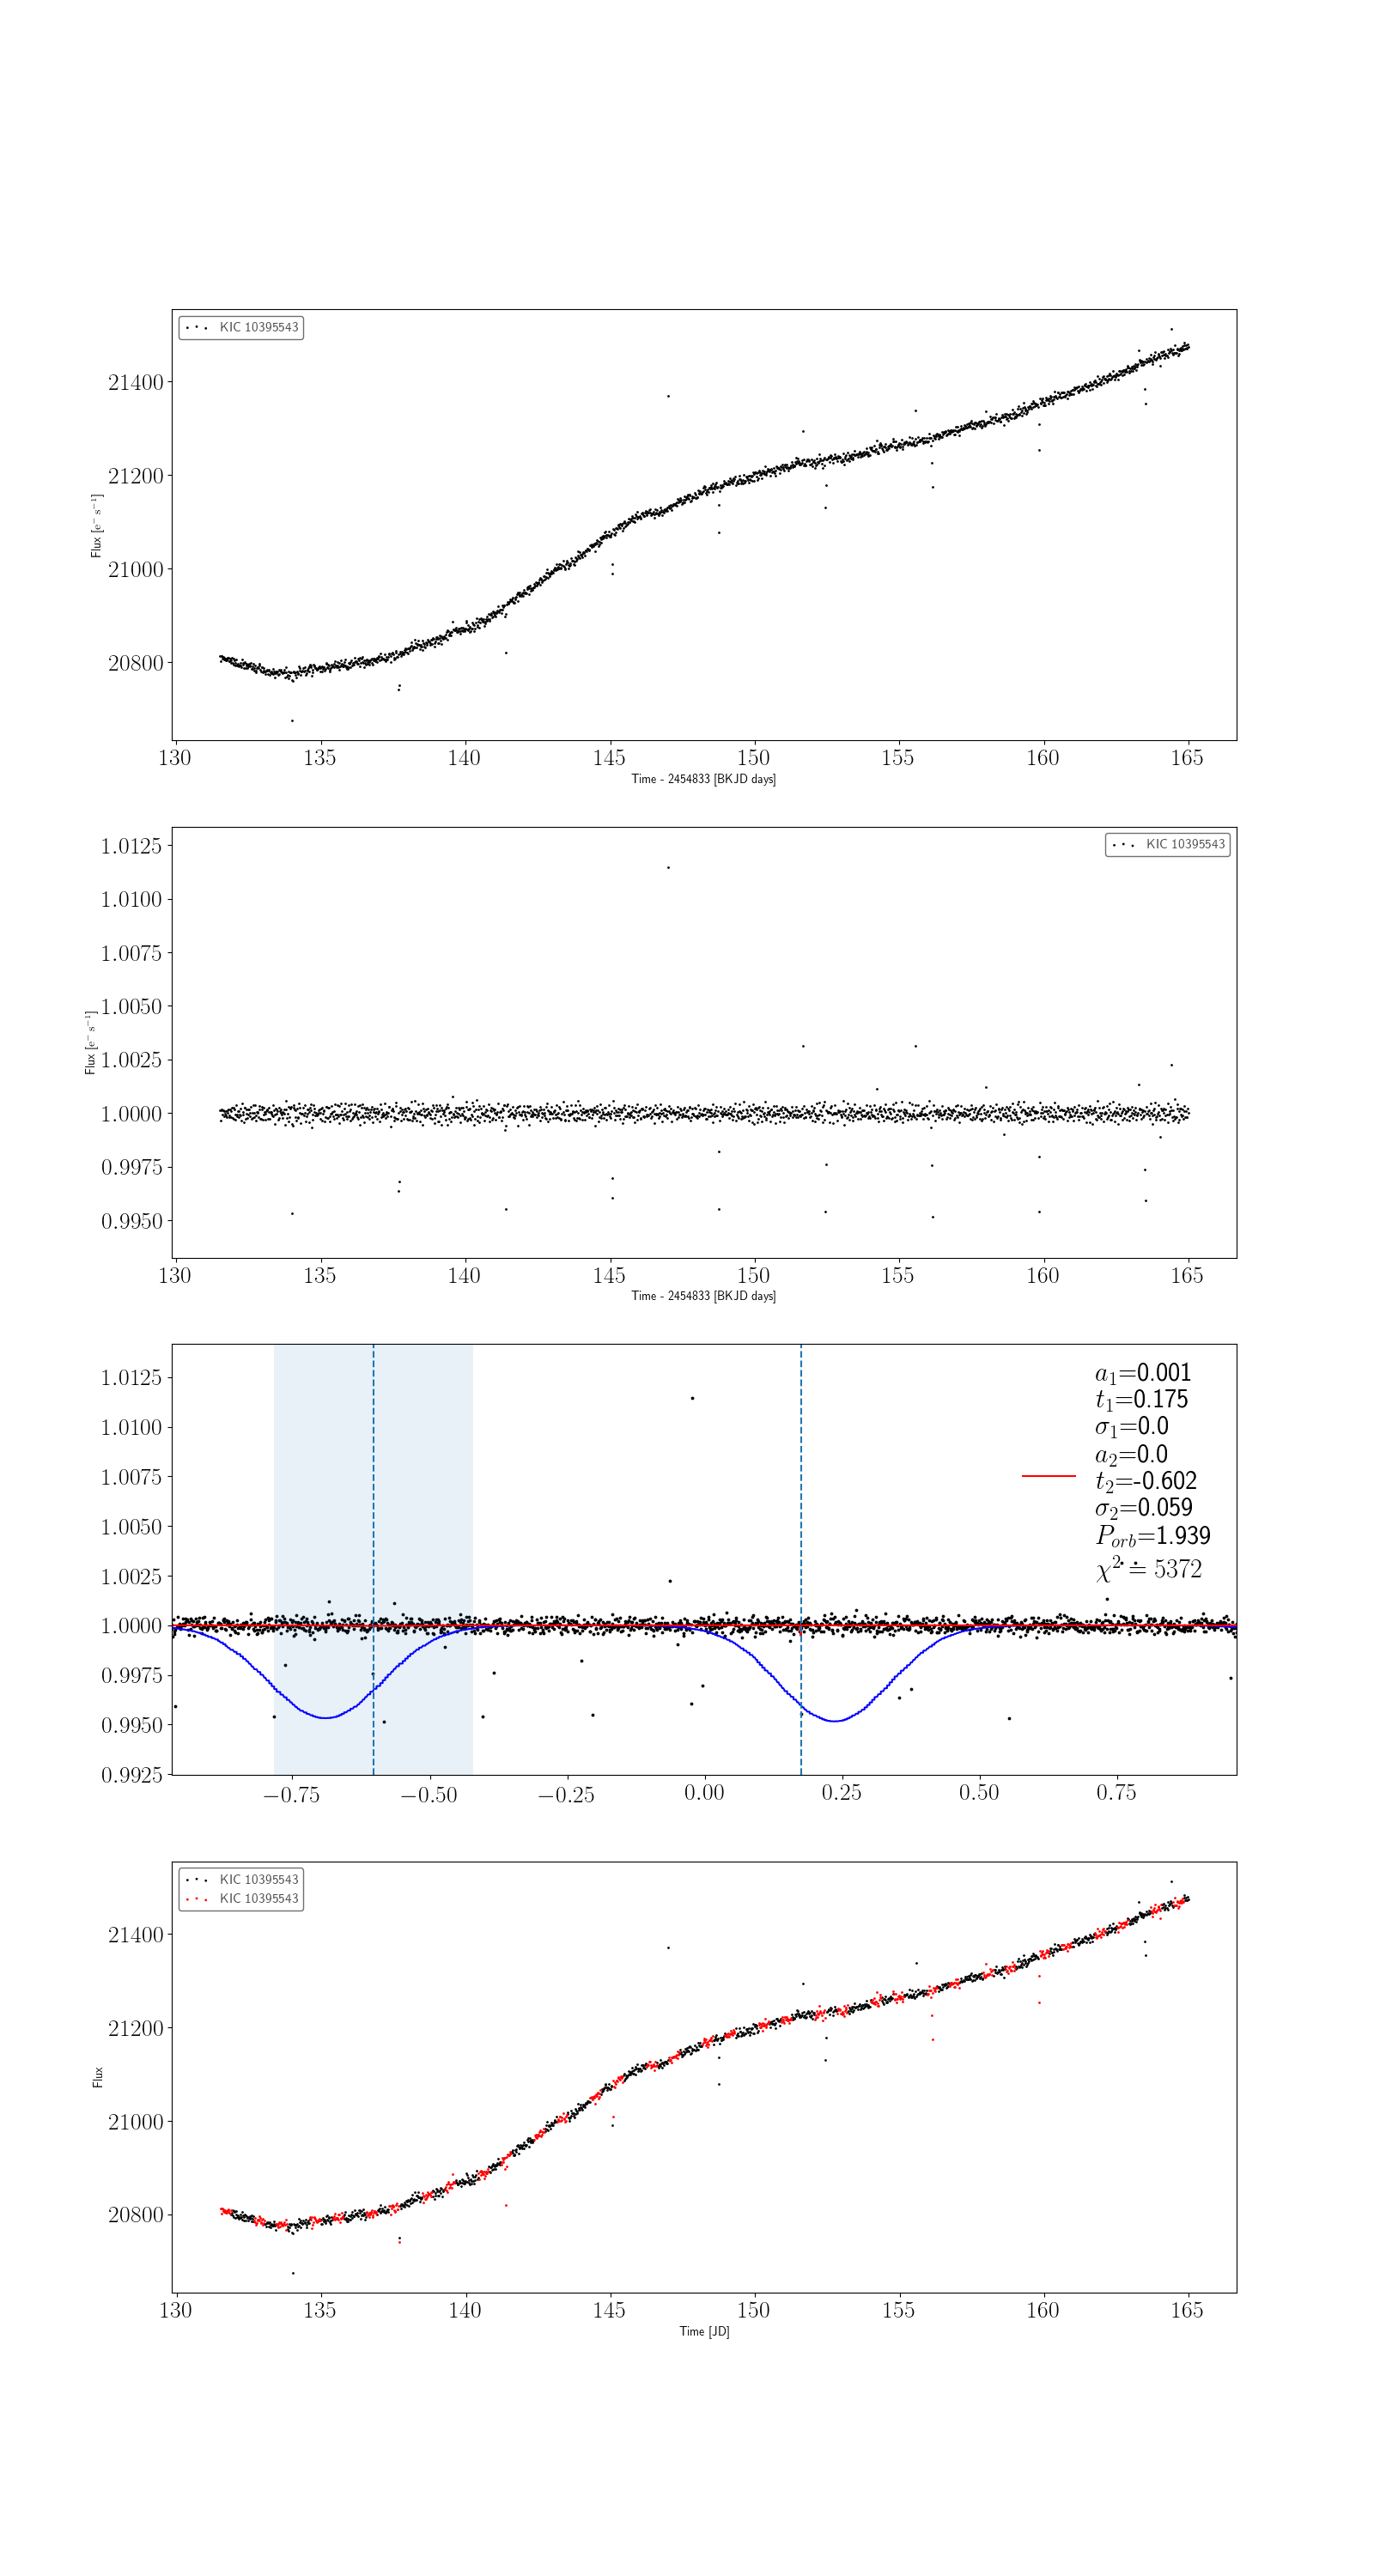 KIC 10395543
21400
21200
21000
20800
Flux [e⁻ s⁻¹]
130 135 140 145 150 155 160 165
Time - 2454833 [BKJD days]
KIC 10395543
1.0125
1.0100
1.0075
1.0050
1.0025
1.0000
0.9975
0.9950
Flux [e⁻ s⁻¹]
130 135 140 145 150 155 160 165
Time - 2454833 [BKJD days]
1.0125
1.0100
1.0075
1.0050
1.0025
1.0000
0.9975
0.9950
0.9925
a₁=0.001
t₁=0.175
σ₁=0.0
a₂=0.0
t₂=-0.602
σ₂=0.059
P_orb=1.939
χ² = 5372
−0.75 −0.50 −0.25 0.00 0.25 0.50 0.75
KIC 10395543
KIC 10395543
21400
21200
21000
20800
Flux
130 135 140 145 150 155 160 165
Time [JD]